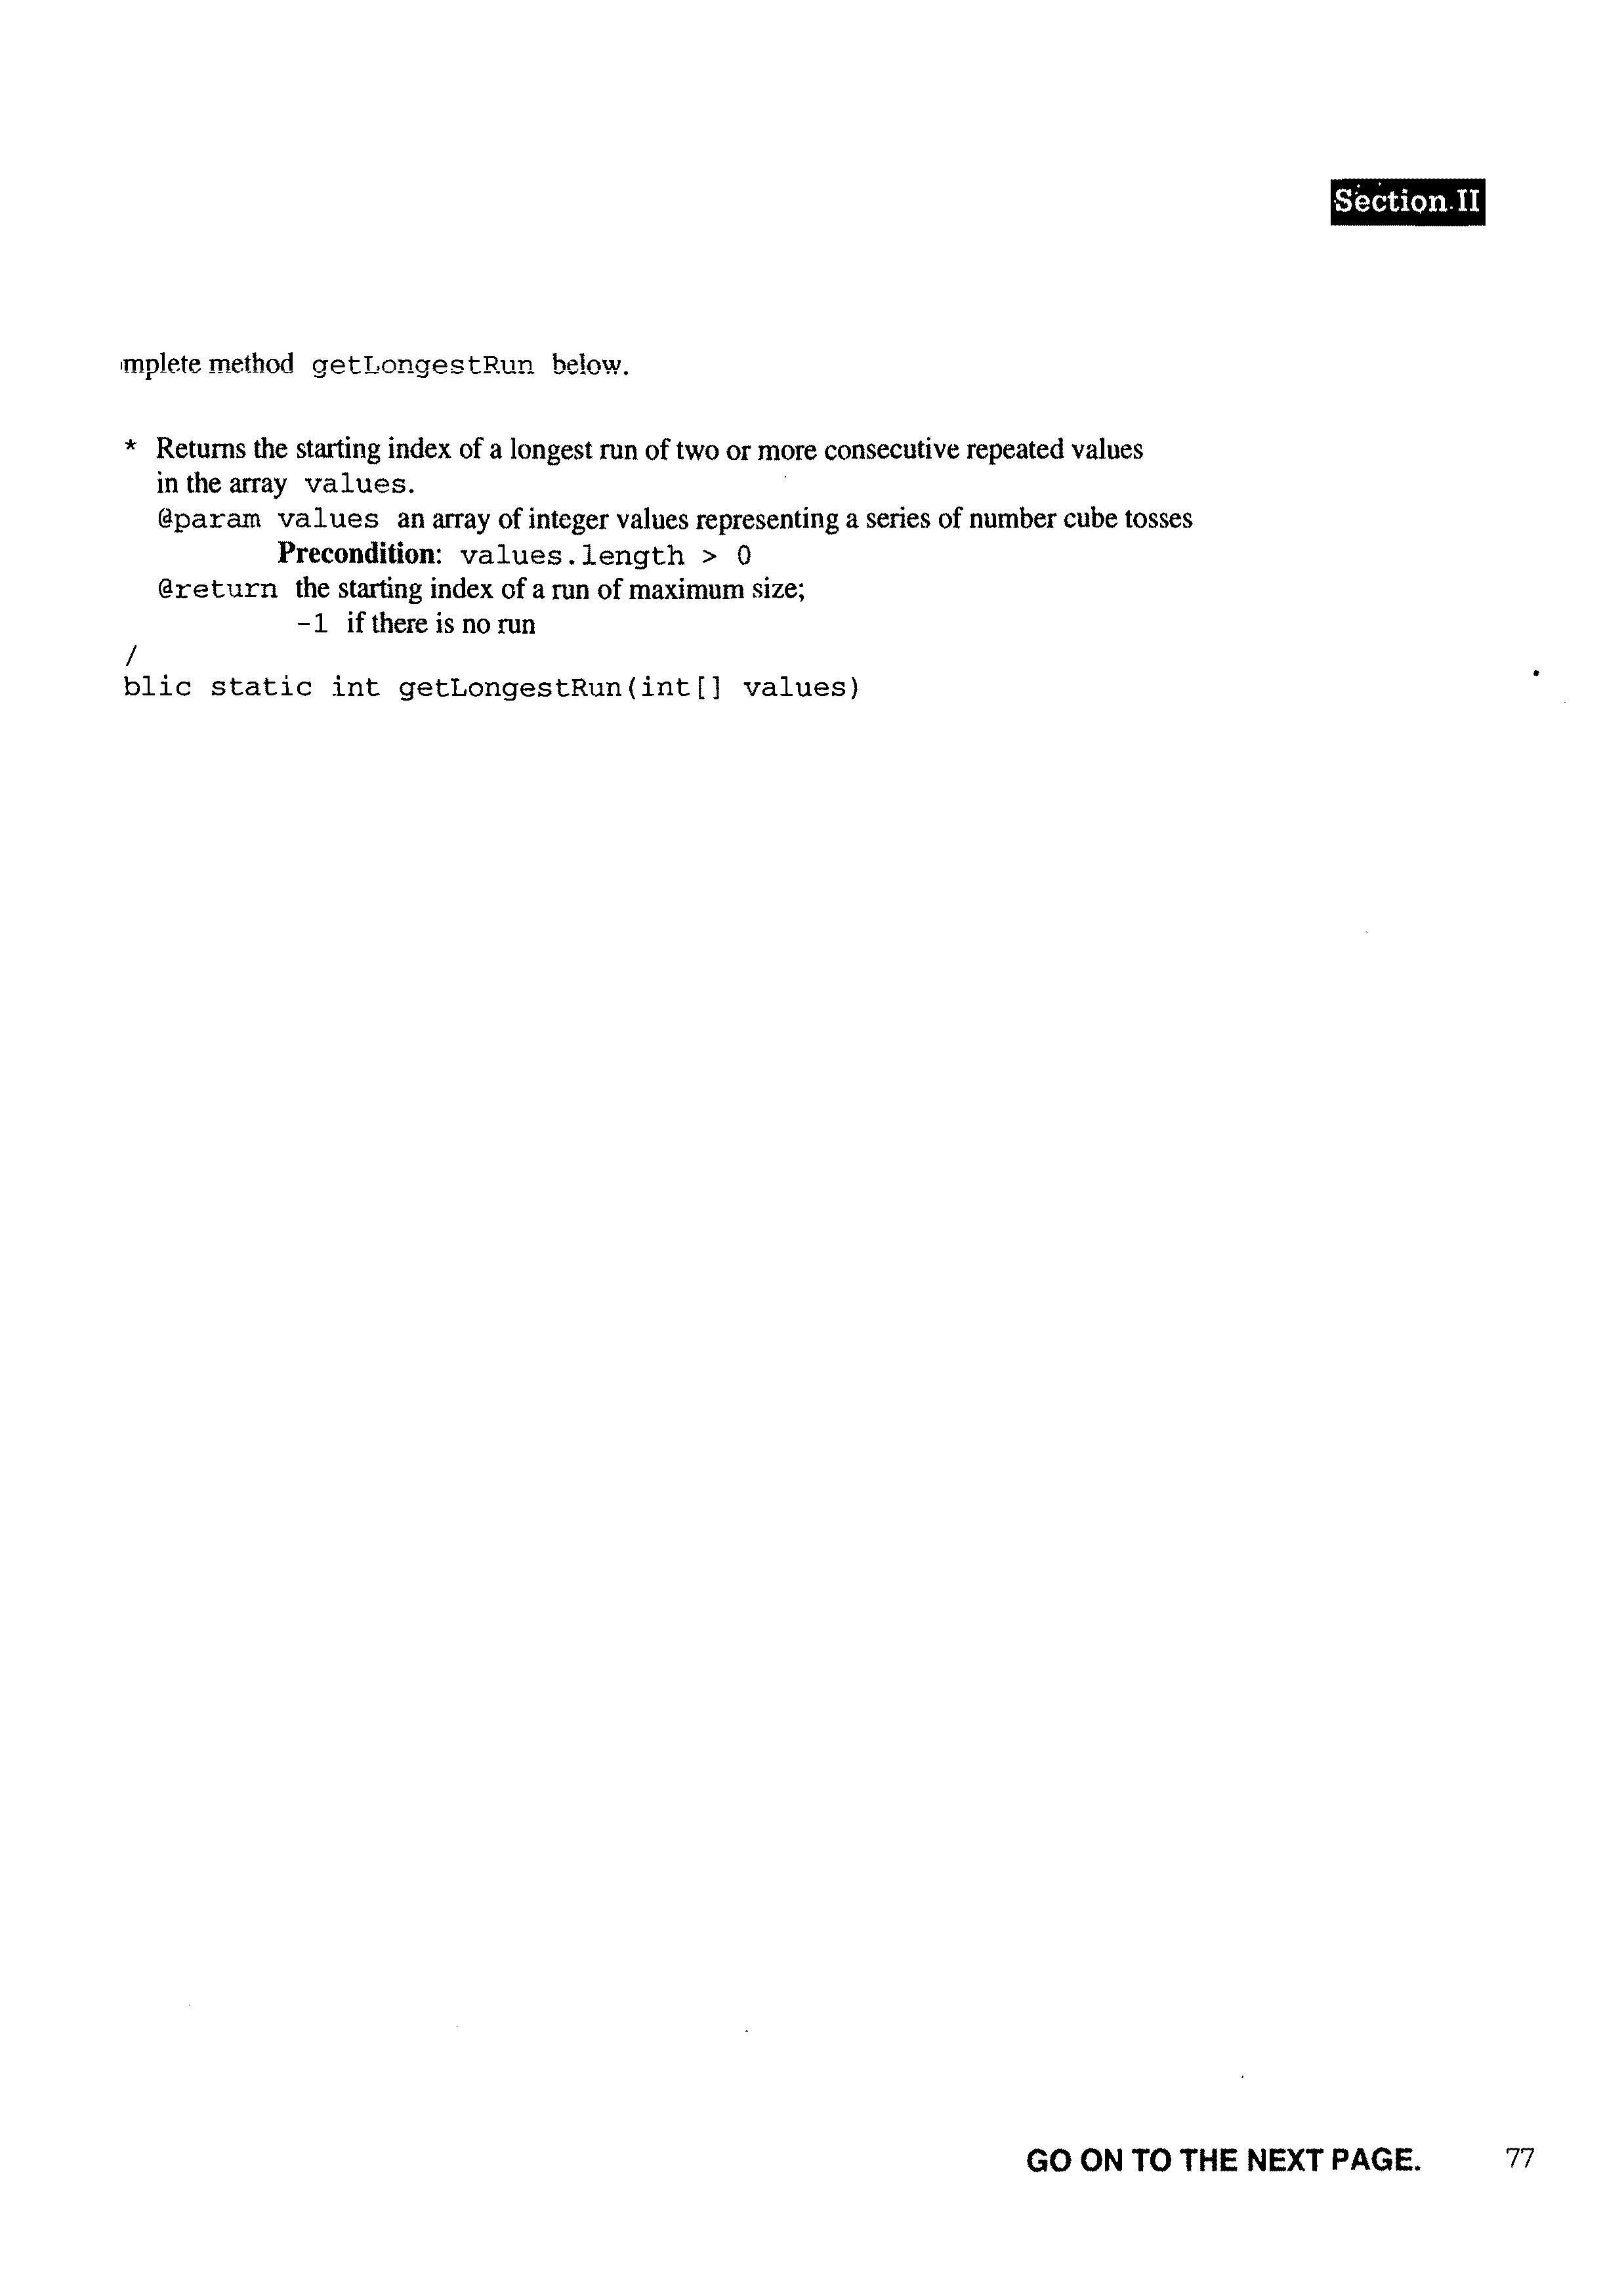 Section II
mplete method getLongestRun below.
* Returns the starting index of a longest run of two or more consecutive repeated values
in the array values.
@param values an array of integer values representing a series of number cube tosses
Precondition: values.length > 0
@return the starting index of a run of maximum size;
-1 if there is no run
/
blic static int getLongestRun(int[] values)
GO ON TO THE NEXT PAGE. 77